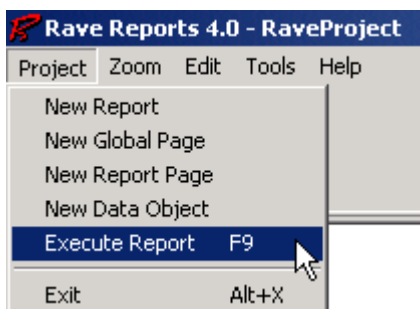 Rave Reports 4.0 - RaveProject
Project Zoom Edit Tools Help
New Report
New Global Page
New Report Page
New Data Object
Execute Report F9
Exit Alt+X